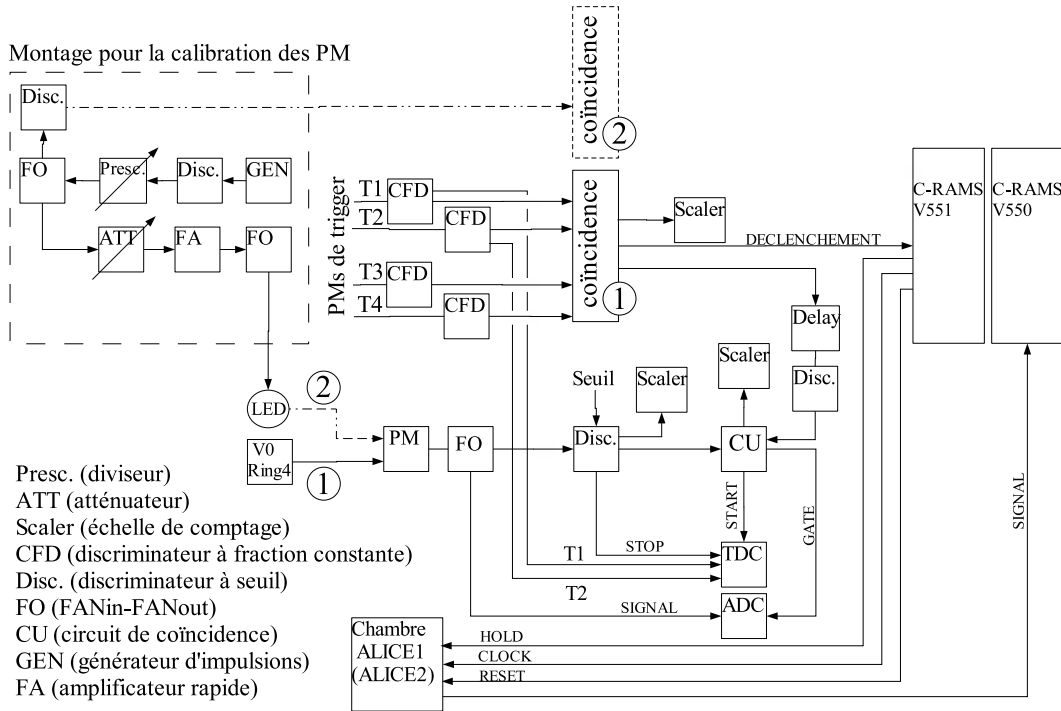 Montage pour la calibration des PM
Disc.
FO
Presc.
Disc.
GEN
ATT
FA
FO
LED
2
V0
Ring4
1
PMs de trigger
T1
T2
T3
T4
CFD
CFD
CFD
CFD
coïncidence
2
coïncidence
1
Scaler
DECLENCHEMENT
C-RAMS
V551
C-RAMS
V550
Delay
Disc.
Scaler
Seuil
Scaler
PM
FO
Disc.
CU
START
GATE
SIGNAL
STOP
T1
T2
TDC
SIGNAL
ADC
Chambre
ALICE1
(ALICE2)
HOLD
CLOCK
RESET
Presc. (diviseur)
ATT (atténuateur)
Scaler (échelle de comptage)
CFD (discriminateur à fraction constante)
Disc. (discriminateur à seuil)
FO (FANin-FANout)
CU (circuit de coïncidence)
GEN (générateur d'impulsions)
FA (amplificateur rapide)